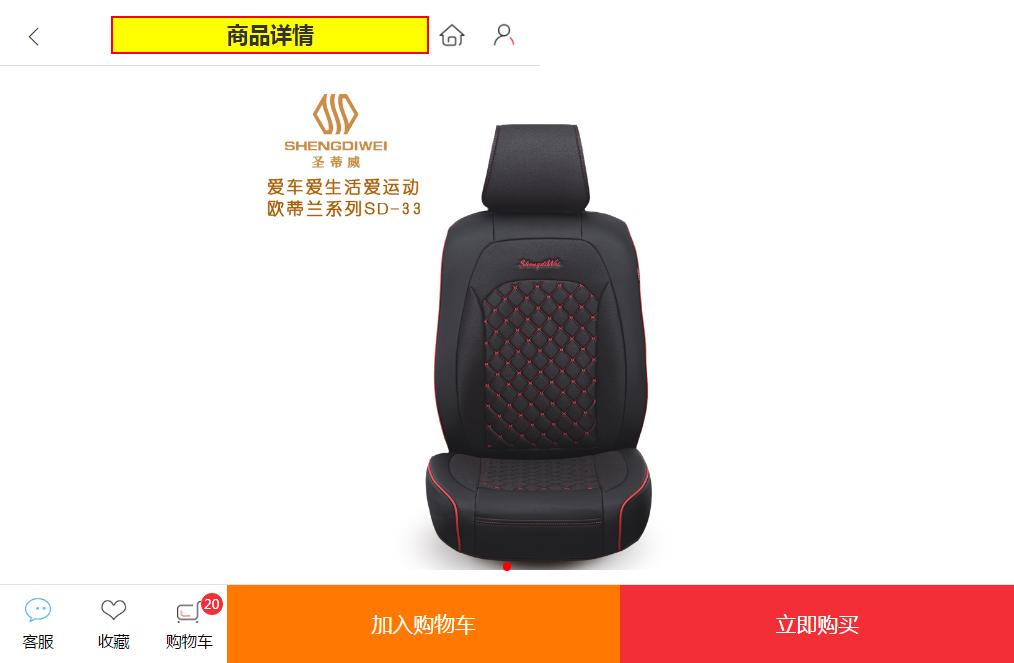 商品详情
SHENGDIWEI
圣蒂威
爱车爱生活爱运动
欧蒂兰系列SD-33
ShengdiWei
客服
收藏
购物车
20
加入购物车
立即购买